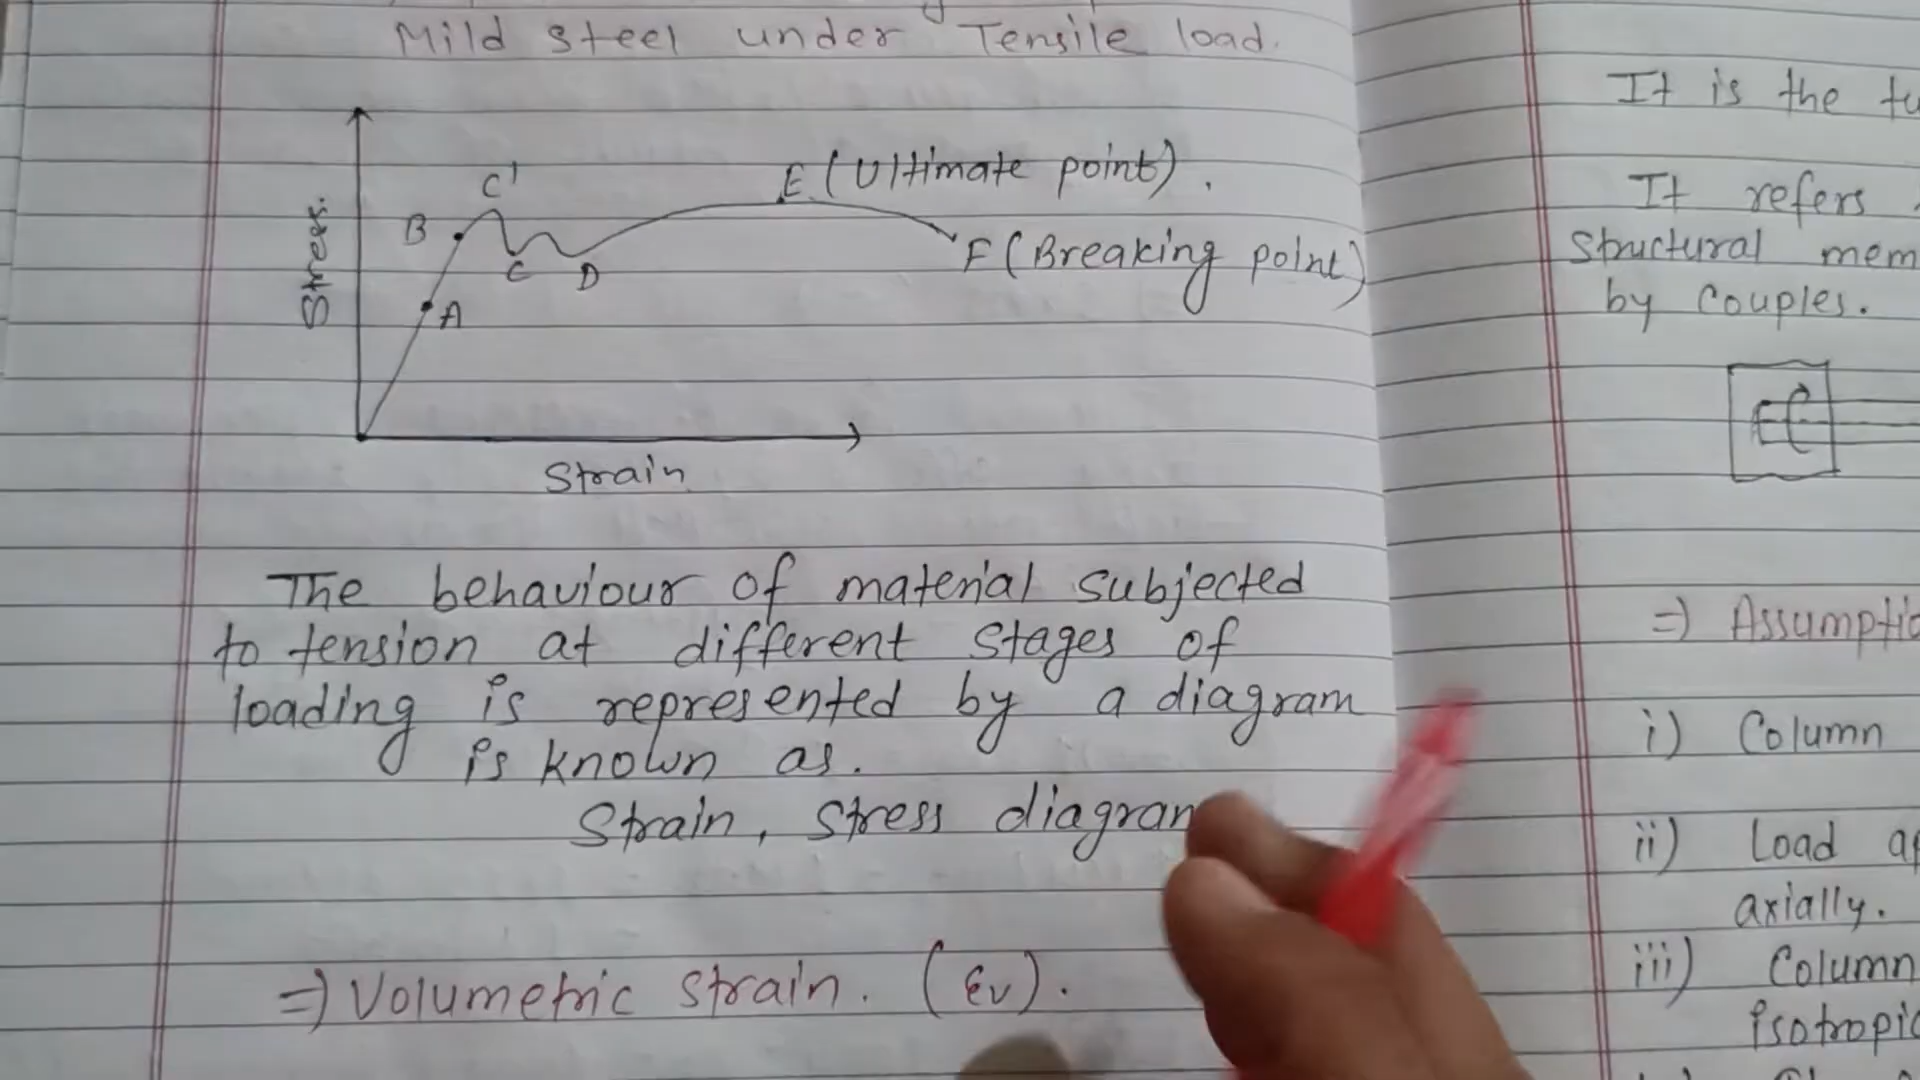 Mild steel under Tensile load.
C'
E (Ultimate point).
B
Stress.
F (Breaking point)
C
D
A
Strain
The behaviour of material subjected
to tension at different stages of
loading is represented by a diagram
is known as.
Strain, stress diagram
=) Volumetric strain. (Ev).
It is the
It refers
structural mem
by couples.
=) Assumptio
i) Column
ii) Load ap
axially.
iii) Column
isotropic